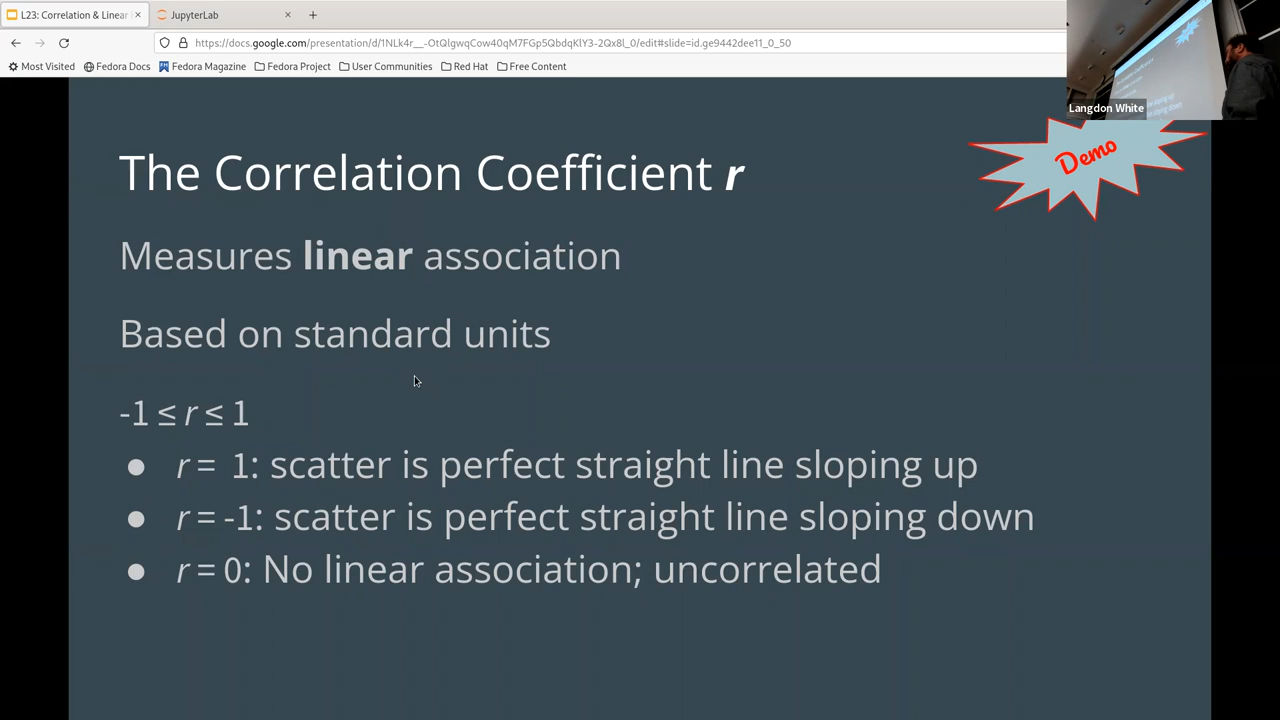 L23: Correlation & Linear
JupyterLab
https://docs.google.com/presentation/d/1NLk4r__-OtQlgwqCow40qM7FGp5QbdqKlY3-2Qx8l_0/edit#slide=id.ge9442dee11_0_50
Most Visited Fedora Docs Fedora Magazine Fedora Project User Communities Red Hat Free Content
Langdon White
Demo
The Correlation Coefficient r
Measures linear association
Based on standard units
-1 ≤ r ≤ 1
● r = 1: scatter is perfect straight line sloping up
● r = -1: scatter is perfect straight line sloping down
● r = 0: No linear association; uncorrelated